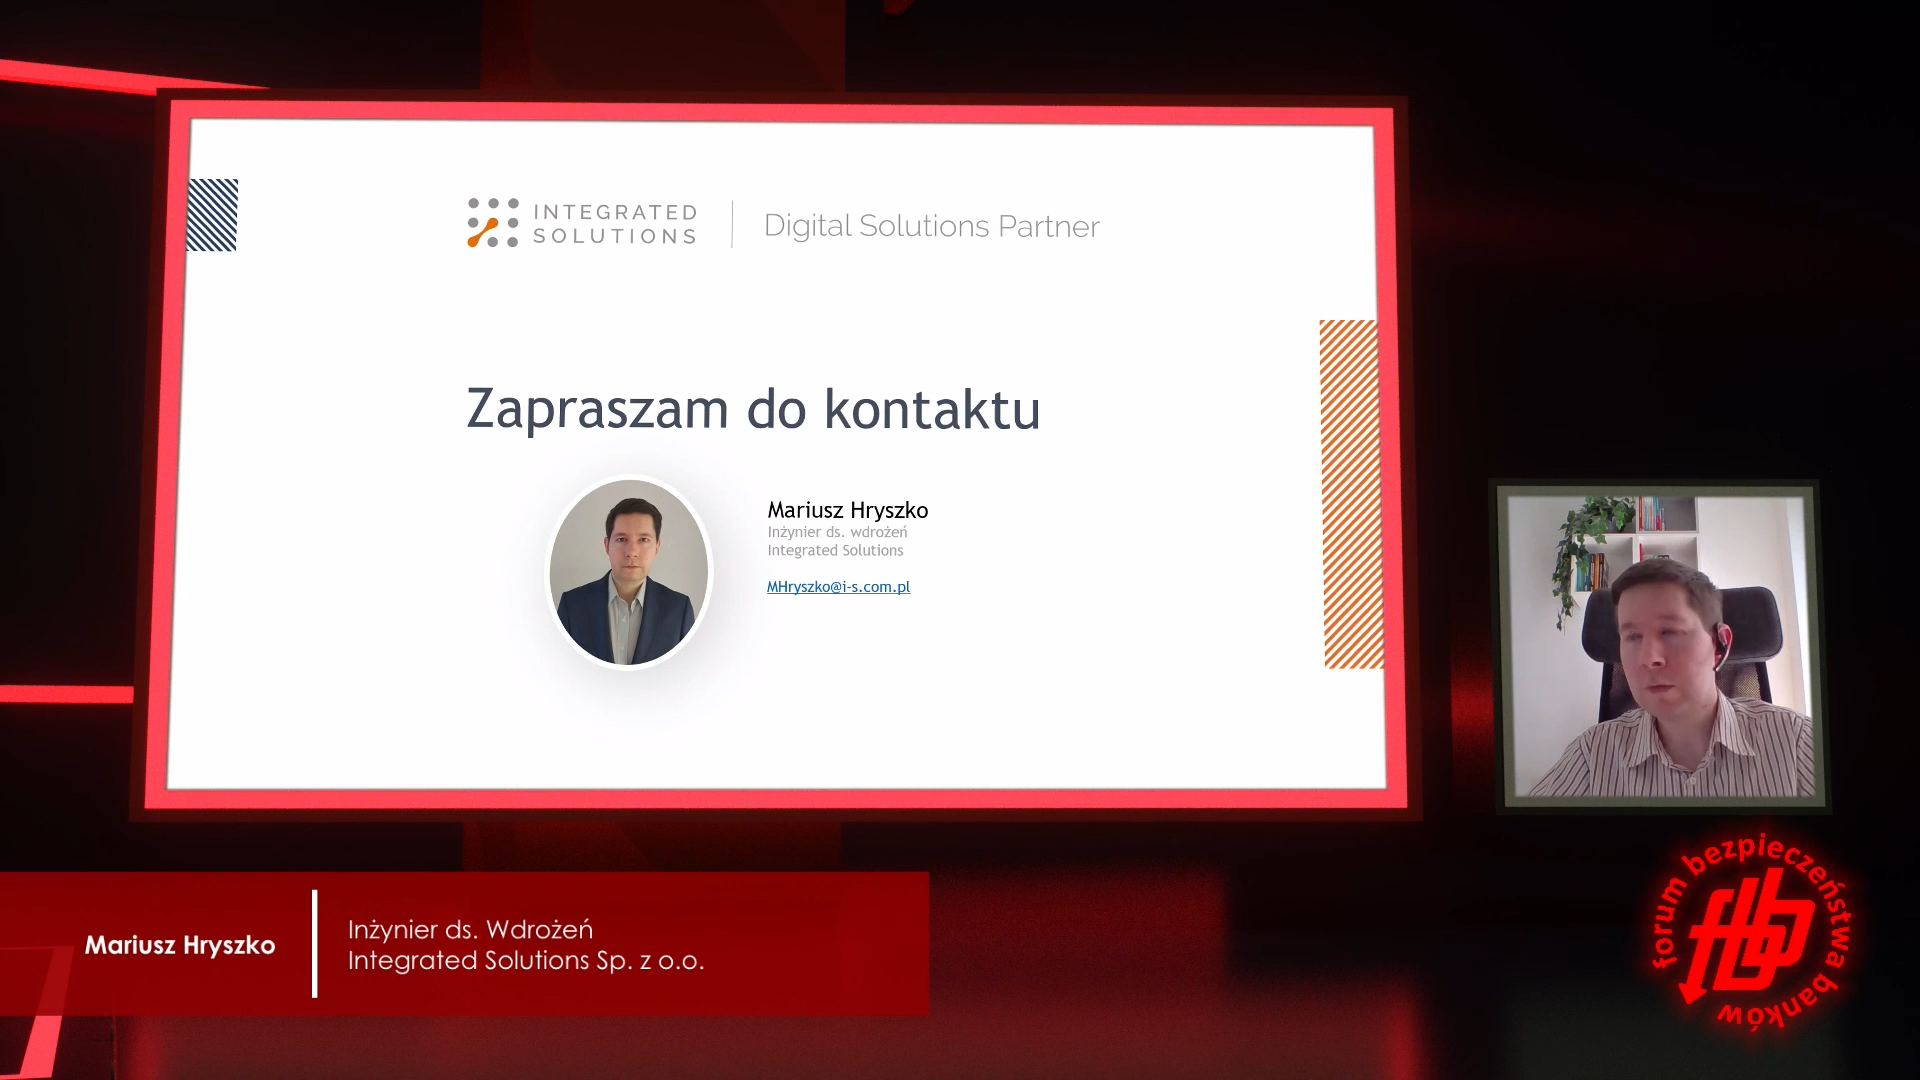 INTEGRATED
SOLUTIONS
Digital Solutions Partner
Zapraszam do kontaktu
Mariusz Hryszko
Inżynier ds. wdrożeń
Integrated Solutions
MHryszko@i-s.com.pl
Mariusz Hryszko
Inżynier ds. Wdrożeń
Integrated Solutions Sp. z o.o.
forum bezpieczeństwa banków
fbb